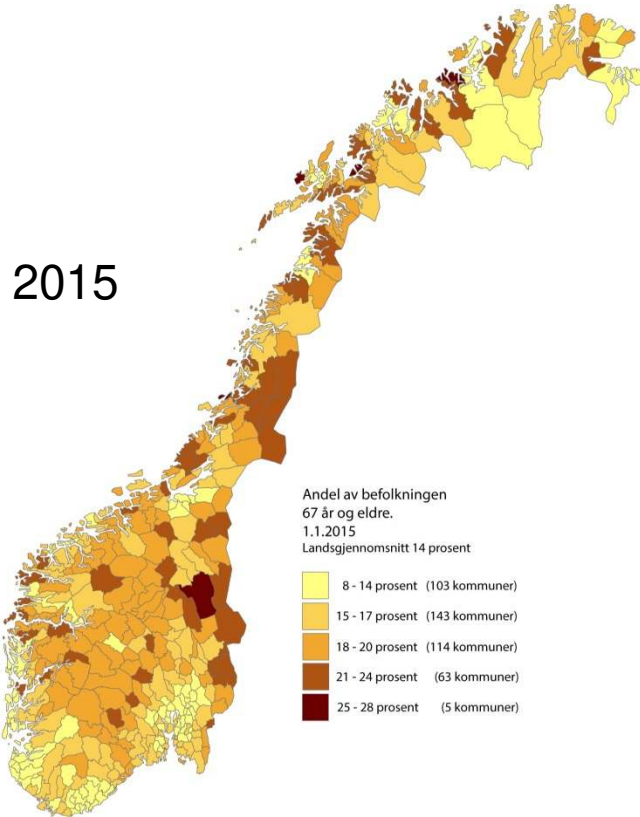 2015
Andel av befolkningen
67 år og eldre.
1.1.2015
Landsgjennomsnitt 14 prosent
8 - 14 prosent (103 kommuner)
15 - 17 prosent (143 kommuner)
18 - 20 prosent (114 kommuner)
21 - 24 prosent (63 kommuner)
25 - 28 prosent (5 kommuner)